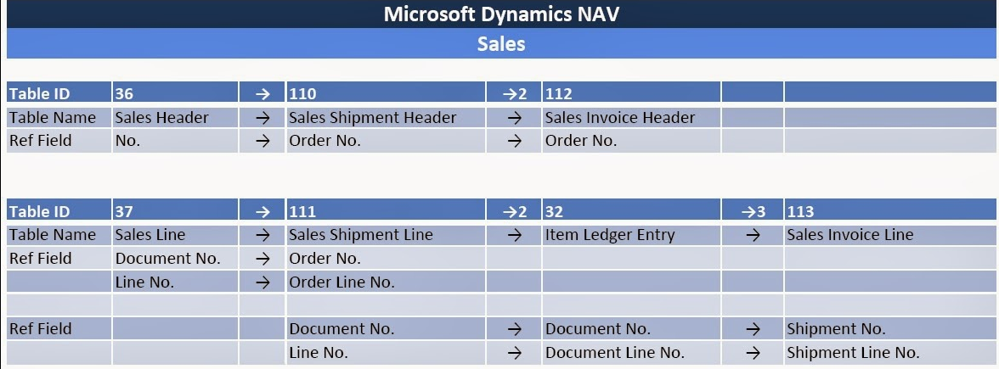 Microsoft Dynamics NAV
Sales
Table ID 36 → 110 →2 112
Table Name Sales Header → Sales Shipment Header → Sales Invoice Header
Ref Field No. → Order No. → Order No.
Table ID 37 → 111 →2 32 →3 113
Table Name Sales Line → Sales Shipment Line → Item Ledger Entry → Sales Invoice Line
Ref Field Document No. → Order No.
Line No. → Order Line No.
Ref Field Document No. → Document No. → Shipment No.
Line No. → Document Line No. → Shipment Line No.